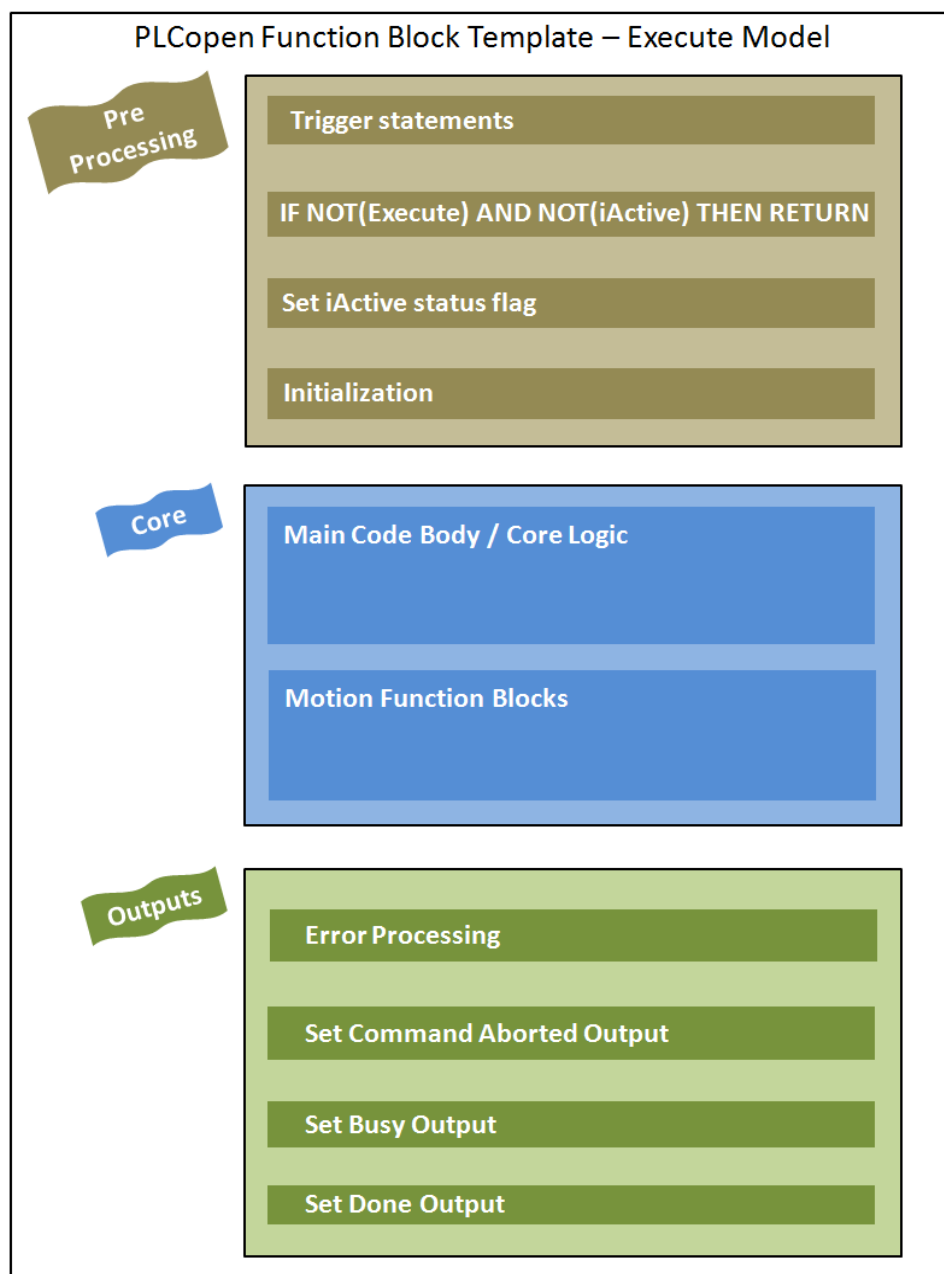 PLCopen Function Block Template – Execute Model
Pre
Processing
Trigger statements
IF NOT(Execute) AND NOT(iActive) THEN RETURN
Set iActive status flag
Initialization
Core
Main Code Body / Core Logic
Motion Function Blocks
Outputs
Error Processing
Set Command Aborted Output
Set Busy Output
Set Done Output